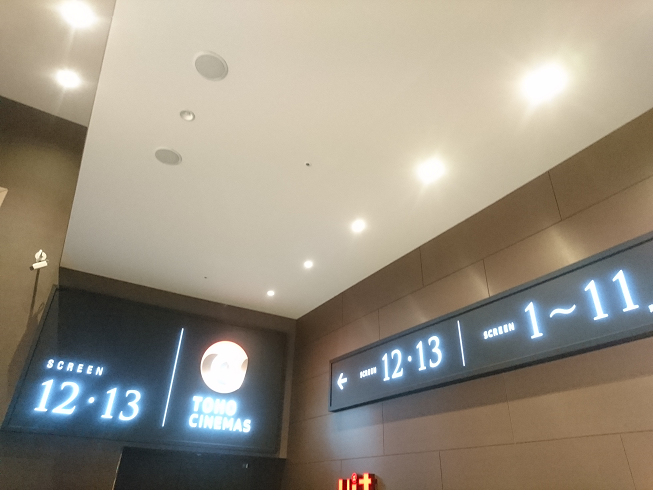 SCREEN
12・13
TOHO
CINEMAS
← SCREEN 12・13 SCREEN 1~11